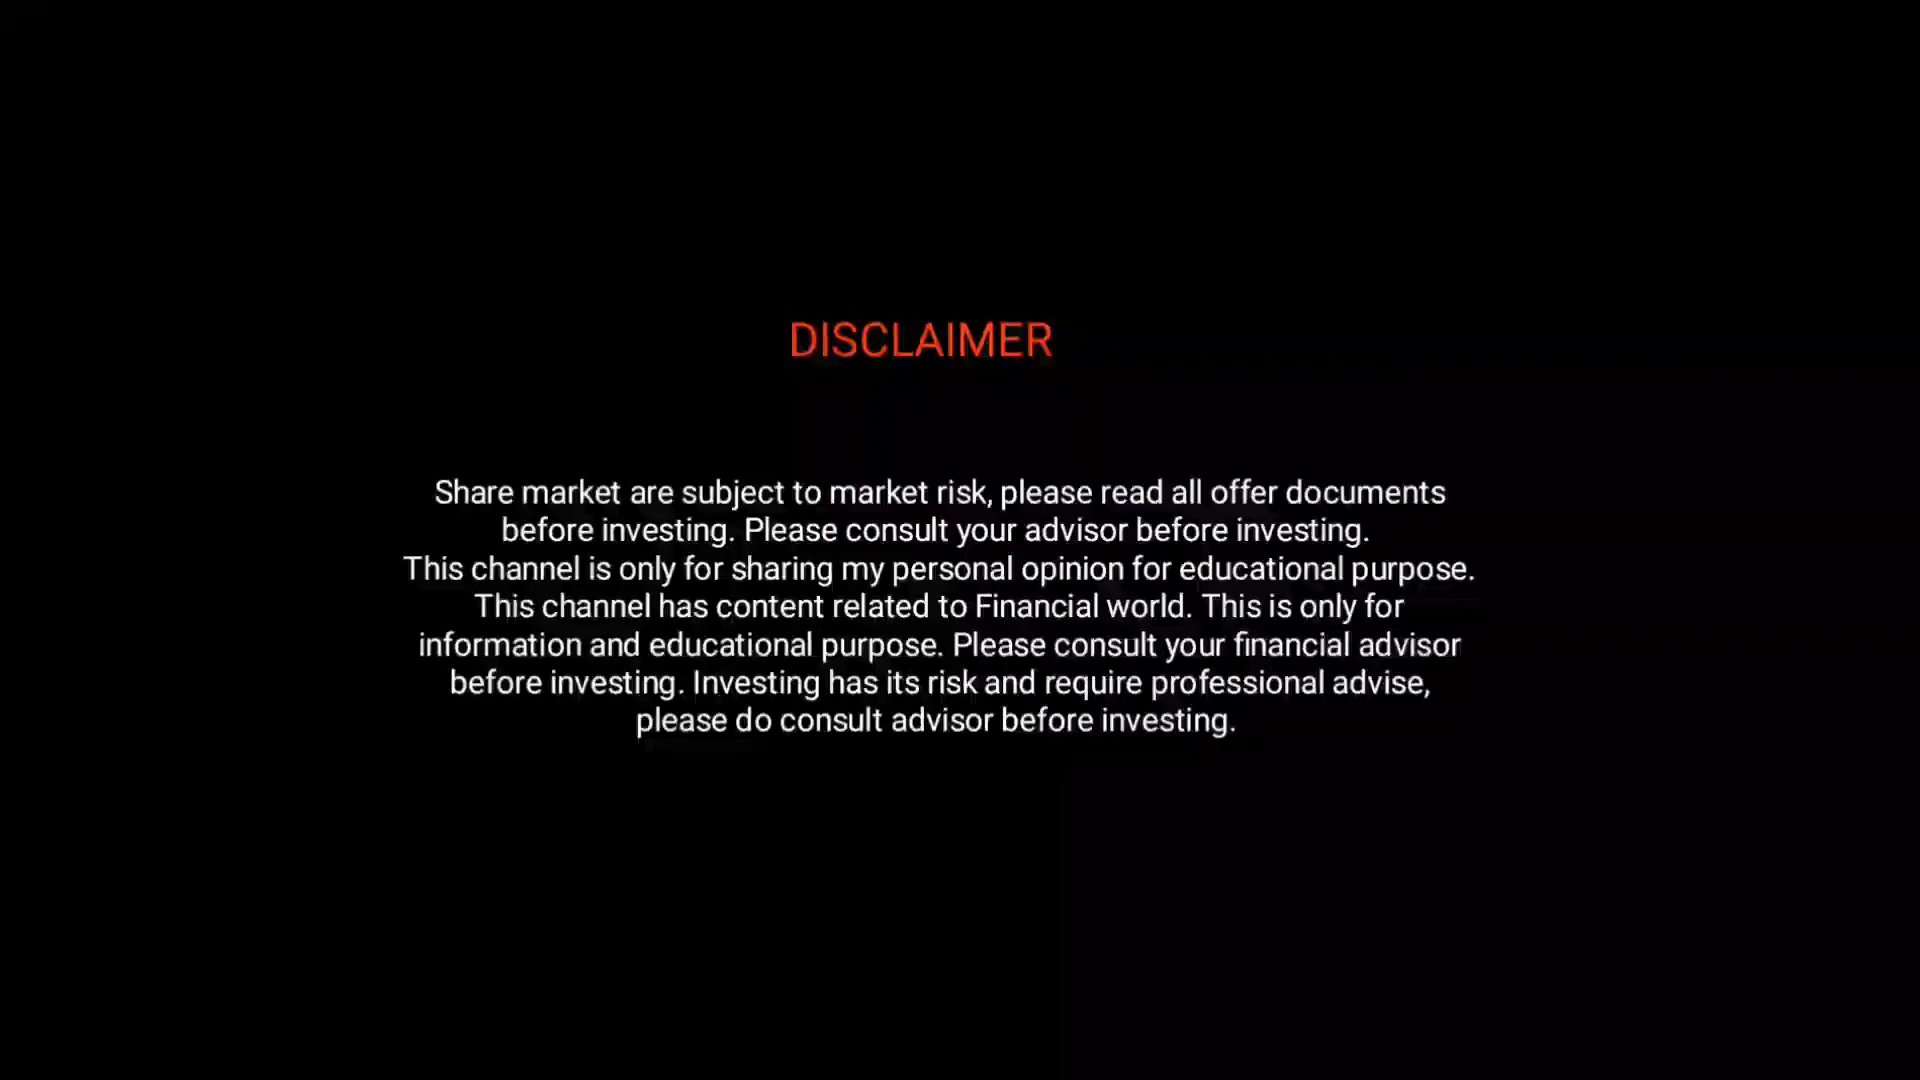 DISCLAIMER
Share market are subject to market risk, please read all offer documents
before investing. Please consult your advisor before investing.
This channel is only for sharing my personal opinion for educational purpose.
This channel has content related to Financial world. This is only for
information and educational purpose. Please consult your financial advisor
before investing. Investing has its risk and require professional advise,
please do consult advisor before investing.